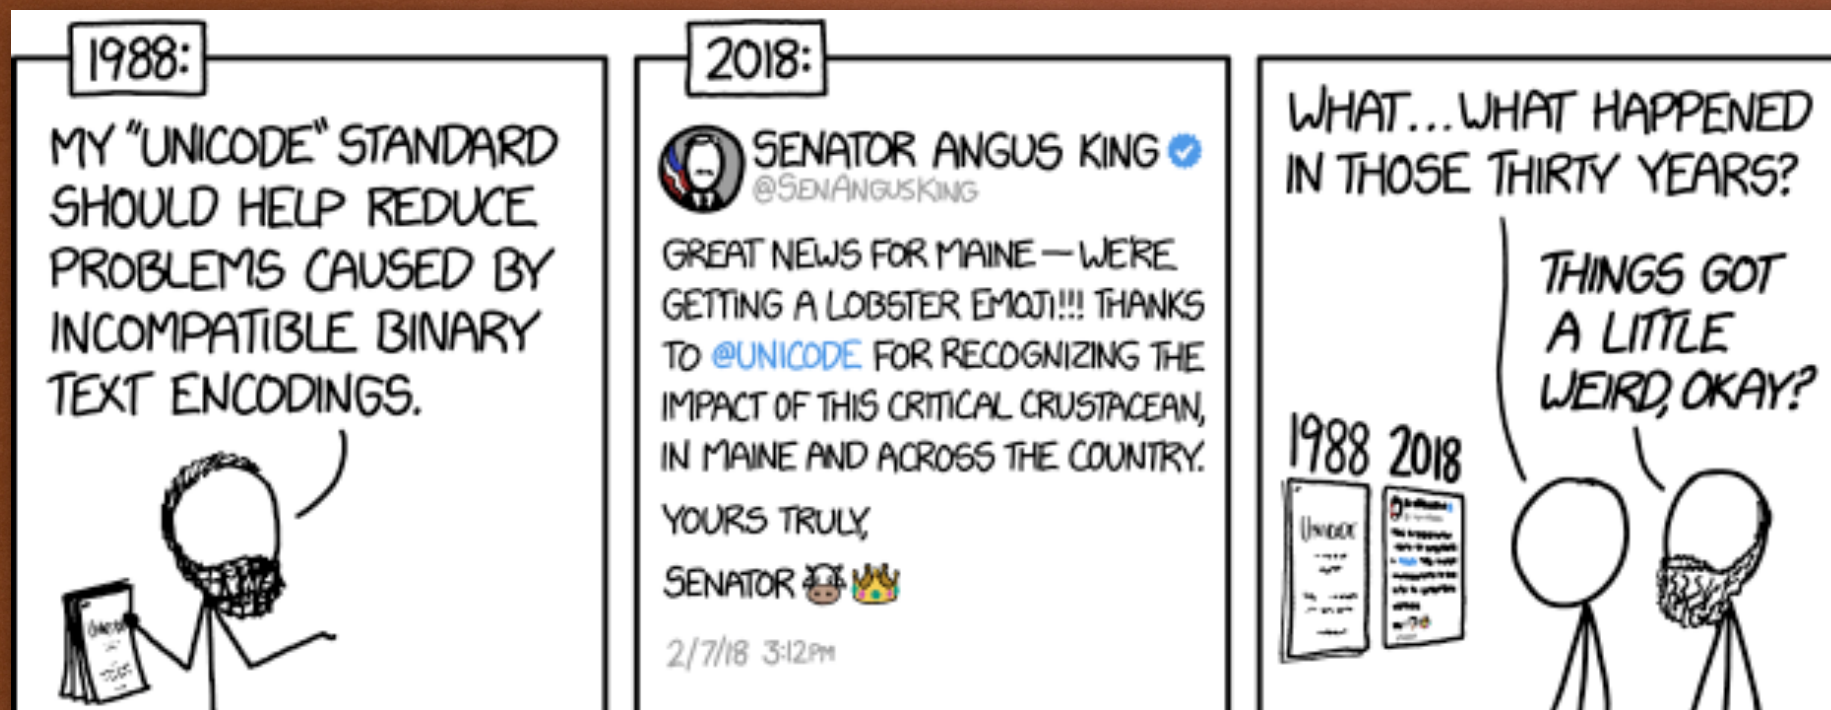 1988:
MY "UNICODE" STANDARD
SHOULD HELP REDUCE
PROBLEMS CAUSED BY
INCOMPATIBLE BINARY
TEXT ENCODINGS.
UNICODE
2018:
SENATOR ANGUS KING
@SENANGUSKING
GREAT NEWS FOR MAINE—WE'RE
GETTING A LOBSTER EMOJI!!! THANKS
TO @UNICODE FOR RECOGNIZING THE
IMPACT OF THIS CRITICAL CRUSTACEAN,
IN MAINE AND ACROSS THE COUNTRY.
YOURS TRULY,
SENATOR 🐮👑
2/7/18 3:12PM
WHAT...WHAT HAPPENED
IN THOSE THIRTY YEARS?
THINGS GOT
A LITTLE
WEIRD, OKAY?
1988 2018
UNICODE